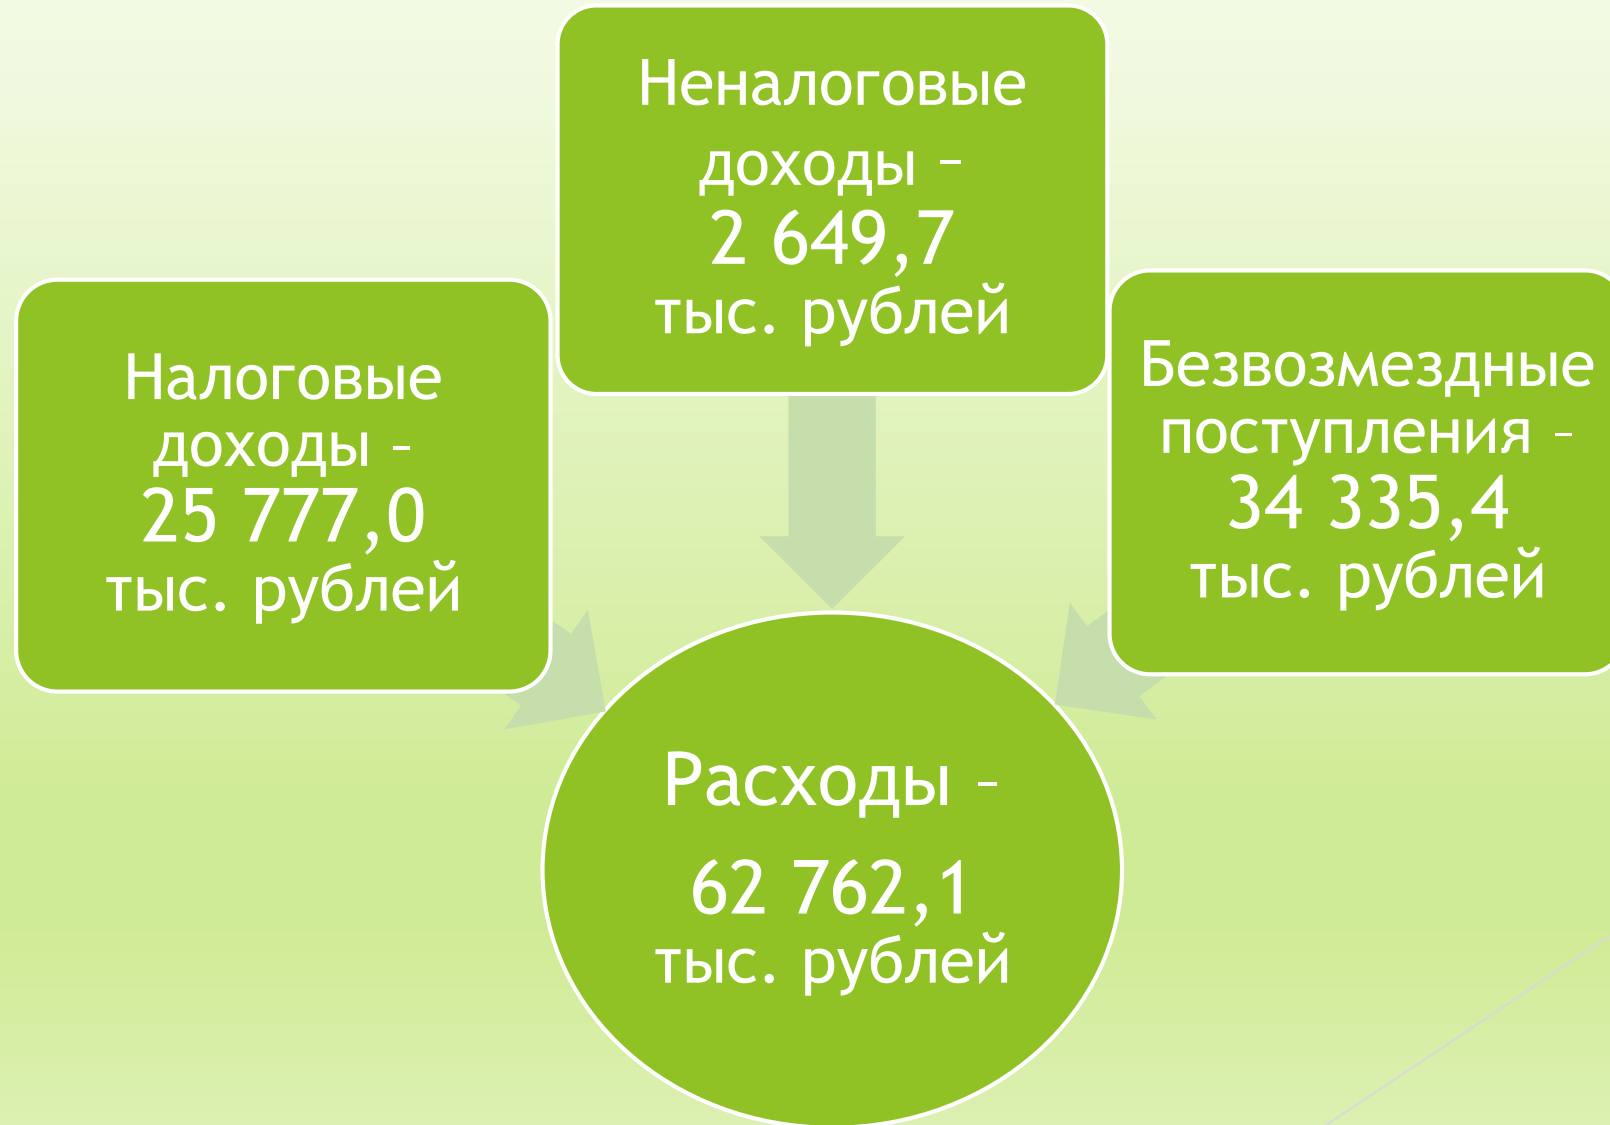 Неналоговые
доходы –
2 649,7
тыс. рублей
Налоговые
доходы –
25 777,0
тыс. рублей
Безвозмездные
поступления –
34 335,4
тыс. рублей
Расходы –
62 762,1
тыс. рублей